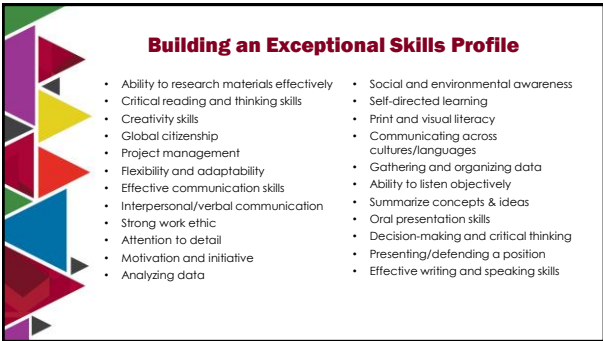 Building an Exceptional Skills Profile
• Ability to research materials effectively
• Critical reading and thinking skills
• Creativity skills
• Global citizenship
• Project management
• Flexibility and adaptability
• Effective communication skills
• Interpersonal/verbal communication
• Strong work ethic
• Attention to detail
• Motivation and initiative
• Analyzing data
• Social and environmental awareness
• Self-directed learning
• Print and visual literacy
• Communicating across
cultures/languages
• Gathering and organizing data
• Ability to listen objectively
• Summarize concepts & ideas
• Oral presentation skills
• Decision-making and critical thinking
• Presenting/defending a position
• Effective writing and speaking skills